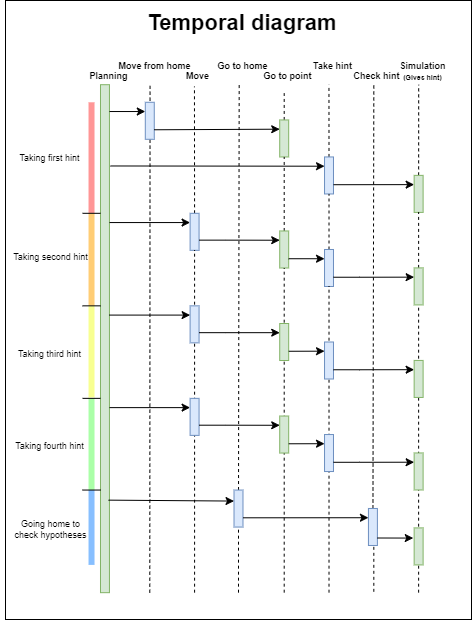 Temporal diagram
Move from home
Go to home
Take hint
Simulation
Planning
Move
Go to point
Check hint
(Gives hint)
Taking first hint
Taking second hint
Taking third hint
Taking fourth hint
Going home to
check hypotheses